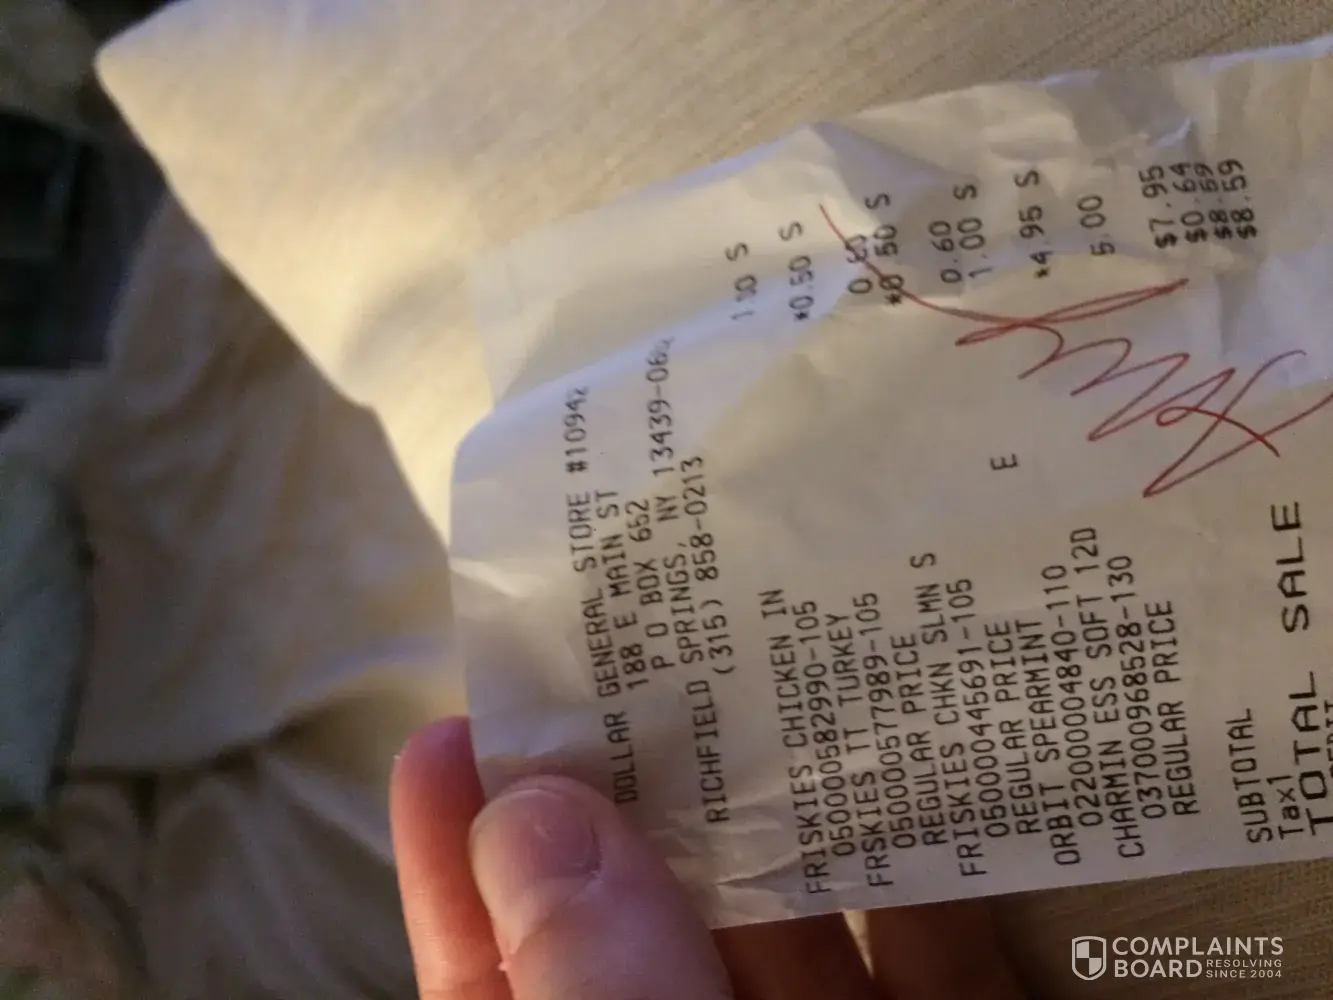 DOLLAR GENERAL STORE #10942
188 E MAIN ST
P O BOX 652
RICHFIELD SPRINGS, NY 13439-06
(315) 858-0213
FRISKIES CHICKEN IN 1.10 S
050000582990-105
FRSKIES TT TURKEY *0.50 S
050000577989-105
REGULAR PRICE 0.60
FRISKIES CHKN SLMN S *0.50 S
050000445691-105
REGULAR PRICE 0.60
ORBIT SPEARMINT E 1.00 S
022000004840-110
CHARMIN ESS SOFT 12D *4.95 S
037000968528-130
REGULAR PRICE 5.00
SUBTOTAL $7.95
Tax1 $0.64
TOTAL SALE $8.59
$8.59
COMPLAINTS
BOARD RESOLVING
SINCE 2004